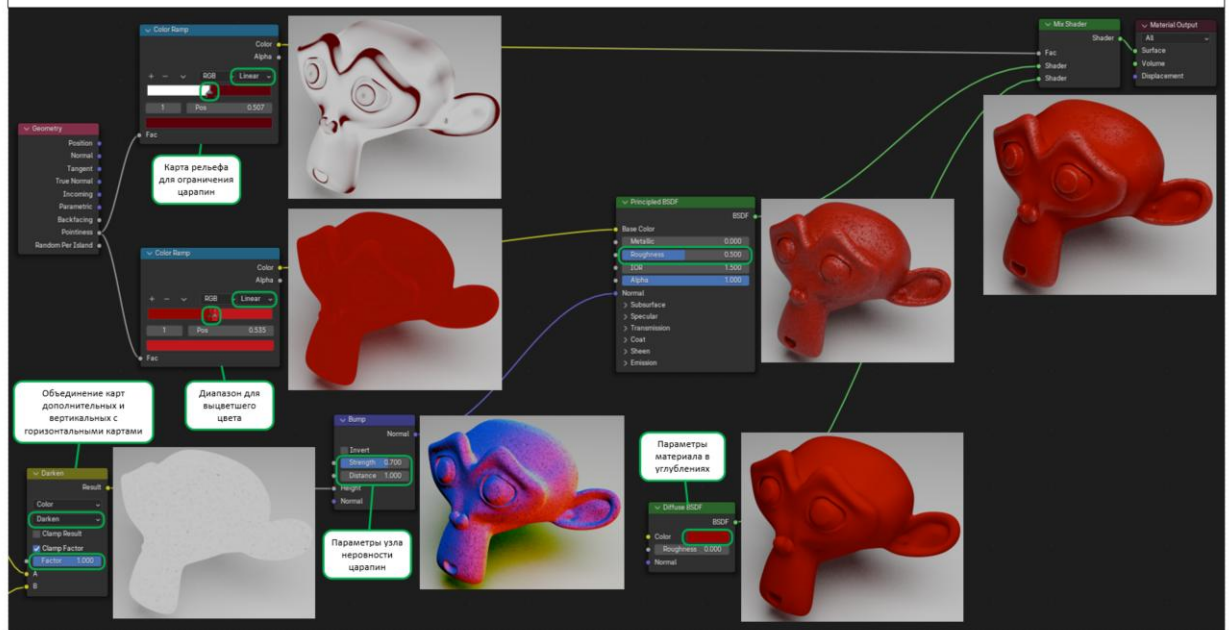 Color Ramp
Color
Alpha
RGB
Linear
1
Pos
0.507
Fac
Карта рельефа
для ограничения
царапин
Geometry
Position
Normal
Tangent
True Normal
Incoming
Parametric
Backfacing
Pointiness
Random Per Island
Color Ramp
Color
Alpha
RGB
Linear
1
Pos
0.535
Fac
Диапазон для
выцветшего
цвета
Объединение карт
дополнительных и
вертикальных с
горизонтальными картами
Darken
Result
Color
Darken
Clamp Result
Clamp Factor
Factor 1.000
A
B
Bump
Normal
Invert
Strength 0.700
Distance 1.000
Height
Normal
Параметры узла
неровности
царапин
Principled BSDF
BSDF
Base Color
Metallic 0.000
Roughness 0.500
IOR 1.500
Alpha 1.000
Normal
Subsurface
Specular
Transmission
Coat
Sheen
Emission
Параметры
материала в
углублениях
Diffuse BSDF
BSDF
Color
Roughness 0.000
Normal
Mix Shader
Shader
Fac
Shader
Shader
Material Output
All
Surface
Volume
Displacement